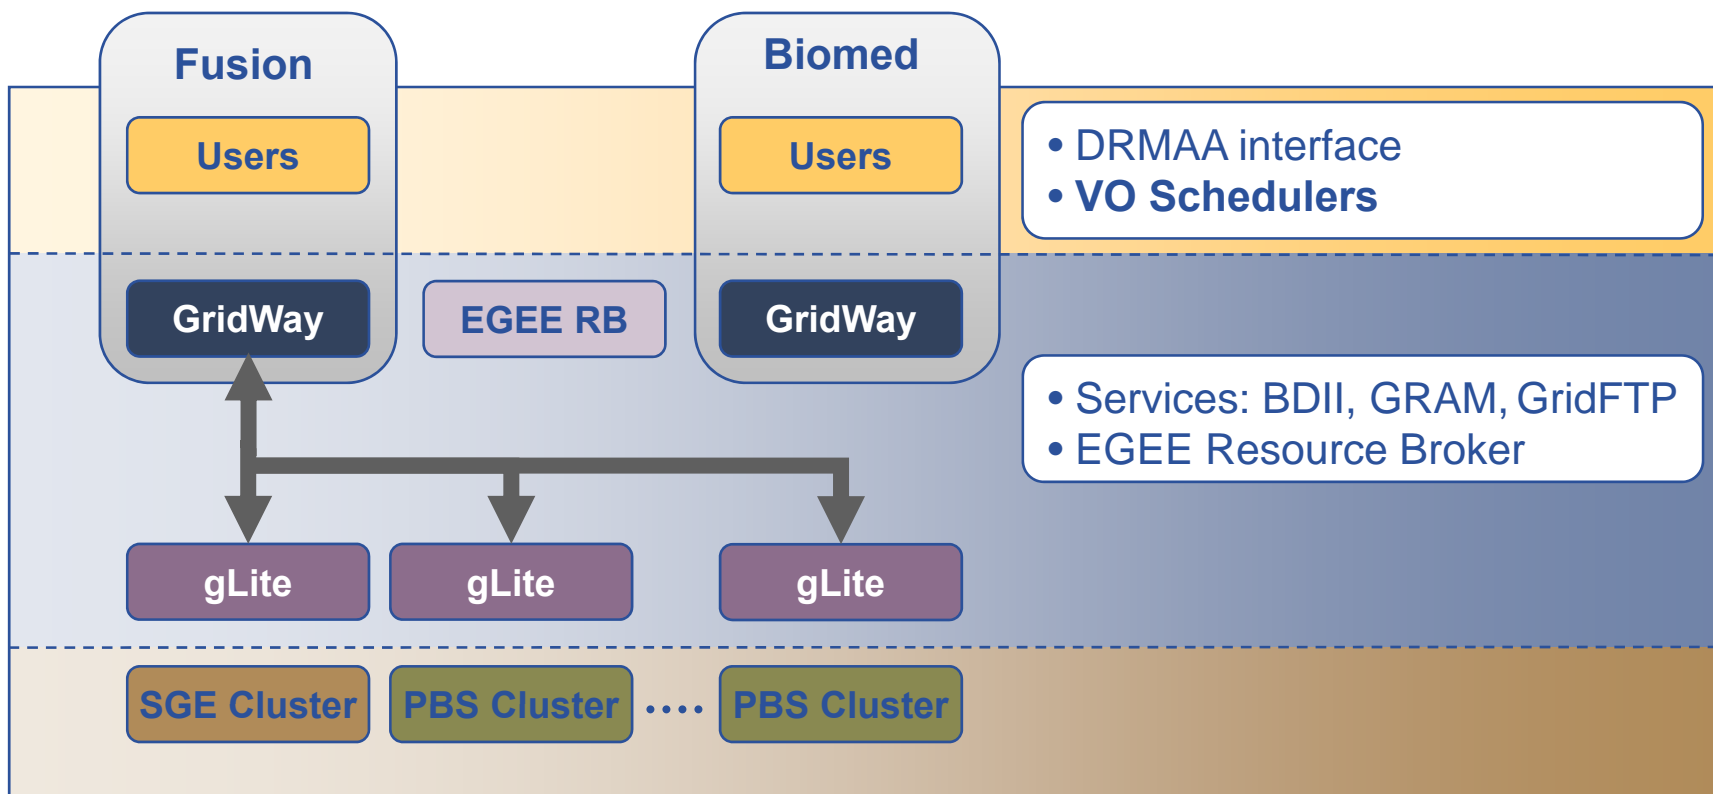 Fusion
Biomed
Users
Users
• DRMAA interface
• VO Schedulers
GridWay
EGEE RB
GridWay
• Services: BDII, GRAM, GridFTP
• EGEE Resource Broker
gLite
gLite
gLite
SGE Cluster
PBS Cluster
....
PBS Cluster